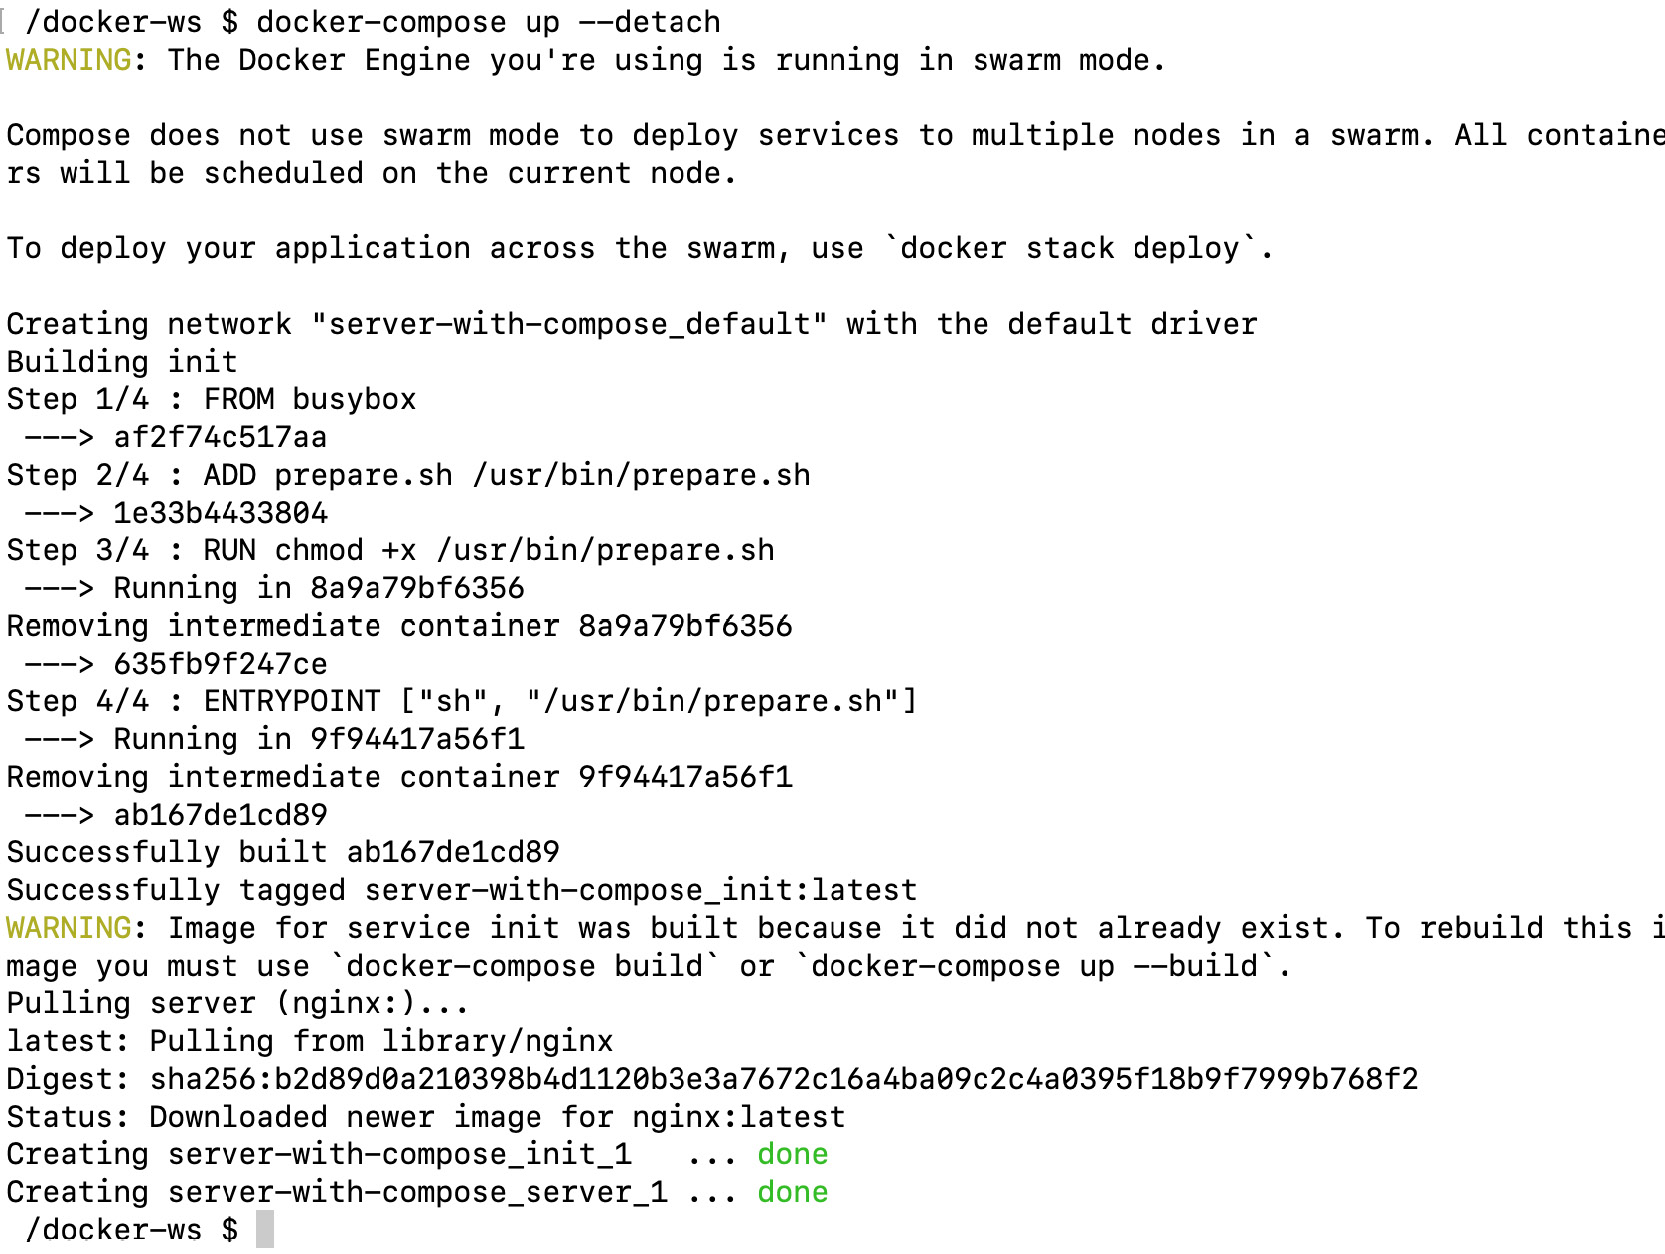 /docker-ws $ docker-compose up --detach
WARNING: The Docker Engine you're using is running in swarm mode.

Compose does not use swarm mode to deploy services to multiple nodes in a swarm. All containe
rs will be scheduled on the current node.

To deploy your application across the swarm, use `docker stack deploy`.

Creating network "server-with-compose_default" with the default driver
Building init
Step 1/4 : FROM busybox
 ---> af2f74c517aa
Step 2/4 : ADD prepare.sh /usr/bin/prepare.sh
 ---> 1e33b4433804
Step 3/4 : RUN chmod +x /usr/bin/prepare.sh
 ---> Running in 8a9a79bf6356
Removing intermediate container 8a9a79bf6356
 ---> 635fb9f247ce
Step 4/4 : ENTRYPOINT ["sh", "/usr/bin/prepare.sh"]
 ---> Running in 9f94417a56f1
Removing intermediate container 9f94417a56f1
 ---> ab167de1cd89
Successfully built ab167de1cd89
Successfully tagged server-with-compose_init:latest
WARNING: Image for service init was built because it did not already exist. To rebuild this i
mage you must use `docker-compose build` or `docker-compose up --build`.
Pulling server (nginx:)...
latest: Pulling from library/nginx
Digest: sha256:b2d89d0a210398b4d1120b3e3a7672c16a4ba09c2c4a0395f18b9f7999b768f2
Status: Downloaded newer image for nginx:latest
Creating server-with-compose_init_1   ... done
Creating server-with-compose_server_1 ... done
 /docker-ws $